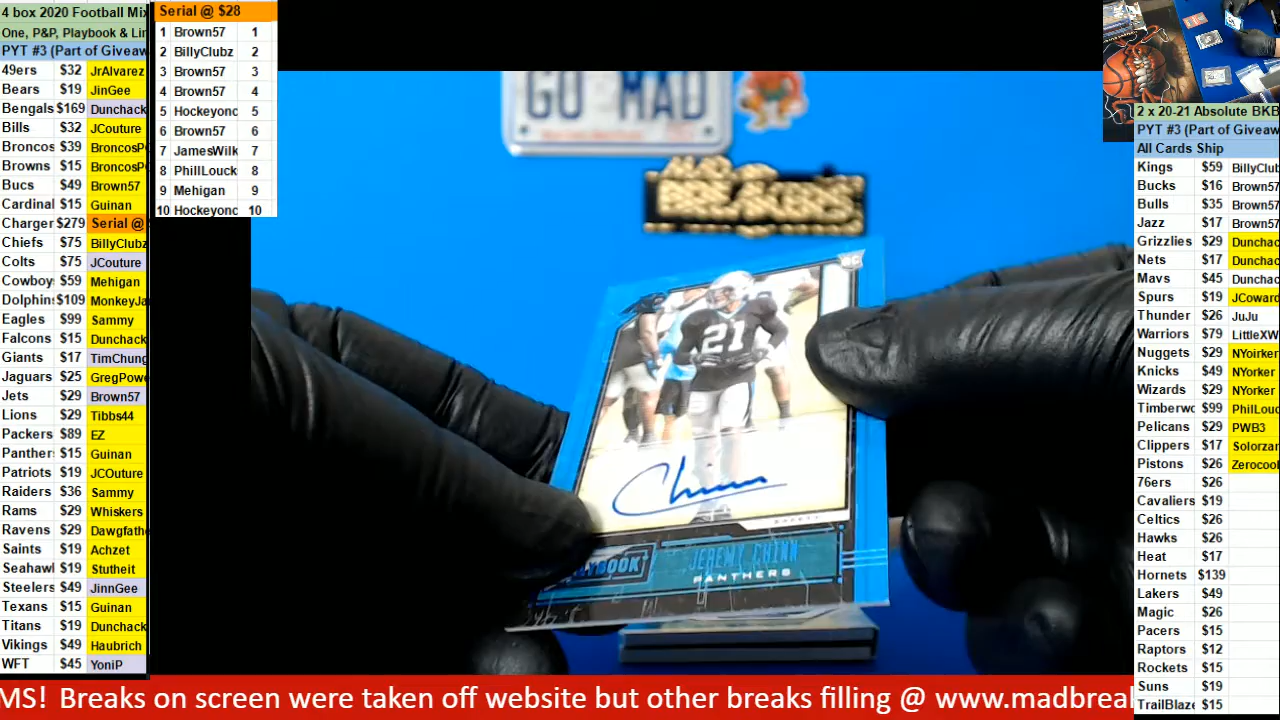 4 box 2020 Football Mix
One, P&P, Playbook & Lin
PYT #3 (Part of Giveaw
49ers $32 JrAlvarez
Bears $19 JinGee
Bengals $169 Dunchack
Bills $32 JCouture
Broncos $39 BroncosP
Browns $15 BroncosP
Bucs $49 Brown57
Cardinal $15 Guinan
Charger $279 Serial @
Chiefs $75 BillyClubz
Colts $75 JCouture
Cowboy $59 Mehigan
Dolphin $109 MonkeyJa
Eagles $99 Sammy
Falcons $15 Dunchack
Giants $17 TimChung
Jaguars $25 GregPowe
Jets $29 Brown57
Lions $29 Tibbs44
Packers $89 EZ
Panther $15 Guinan
Patriots $19 JCOuture
Raiders $36 Sammy
Rams $29 Whiskers
Ravens $29 Dawgfath
Saints $19 Achzet
Seahawl $19 Stutheit
Steelers $49 JinnGee
Texans $15 Guinan
Titans $19 Dunchack
Vikings $49 Haubrich
WFT $45 YoniP
Serial @ $28
1 Brown57 1
2 BillyClubz 2
3 Brown57 3
4 Brown57 4
5 Hockeyonc 5
6 Brown57 6
7 JamesWilk 7
8 PhillLouck 8
9 Mehigan 9
10 Hockeyonc 10
GO MAD
MAD
BREAKERS
RC
21
Chinn
SAFETY
PLAYBOOK
JEREMY CHINN
PANTHERS
2 x 20-21 Absolute BKB
PYT #3 (Part of Giveaw
All Cards Ship
Kings $59 BillyClub
Bucks $16 Brown57
Bulls $35 Brown57
Jazz $17 Brown57
Grizzlies $29 Dunchac
Nets $17 Dunchac
Mavs $45 Dunchac
Spurs $19 JCoward
Thunder $26 JuJu
Warriors $79 LittleXW
Nuggets $29 NYoirker
Knicks $49 NYorker
Wizards $29 NYorker
Timberwo $99 PhilLoud
Pelicans $29 PWB3
Clippers $17 Solorzan
Pistons $26 Zerocool
76ers $26
Cavaliers $19
Celtics $26
Hawks $26
Heat $17
Hornets $139
Lakers $49
Magic $26
Pacers $15
Raptors $12
Rockets $15
Suns $19
TrailBlaze $15
MS! Breaks on screen were taken off website but other breaks filling @ www.madbreal